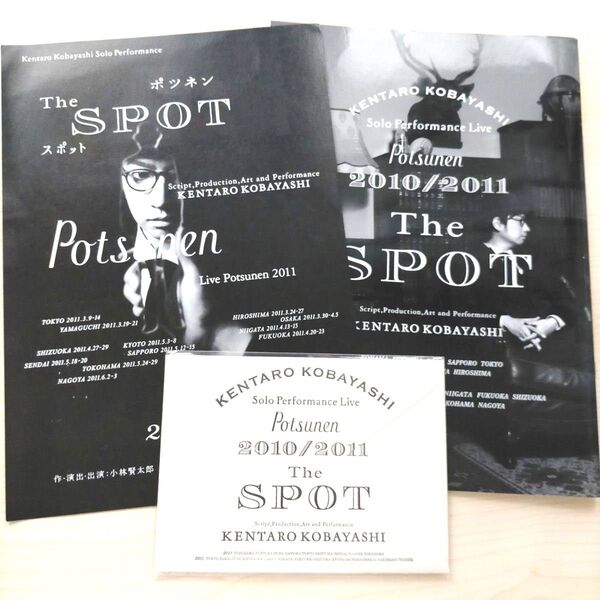 Kentaro Kobayashi Solo Performance
ポツネン
The
SPOT
スポット
Script,Production,Art and Performance
KENTARO KOBAYASHI
Potsunen
Live Potsunen 2011
TOKYO 2011.3.9-14
YAMAGUCHI 2011.3.19-21
HIROSHIMA 2011.3.24-27
OSAKA 2011.3.30-4.5
NIIGATA 2011.4.13-15
FUKUOKA 2011.4.20-23
SHIZUOKA 2011.4.27-29
KYOTO 2011.5.3-8
SAPPORO 2011.5.12-15
SENDAI 2011.5.18-20
YOKOHAMA 2011.5.24-29
NAGOYA 2011.6.2-3
2
作・演出・出演：小林賢太郎
KENTARO KOBAYASHI
Solo Performance Live
Potsunen
2010/2011
The
SPOT
Script,Production,Art and Performance
KENTARO KOBAYASHI
SAPPORO TOKYO
HIROSHIMA
NIIGATA FUKUOKA SHIZUOKA
NAGOYA
KENTARO KOBAYASHI
Solo Performance Live
Potsunen
2010/2011
The
SPOT
Script,Production,Art and Performance
KENTARO KOBAYASHI